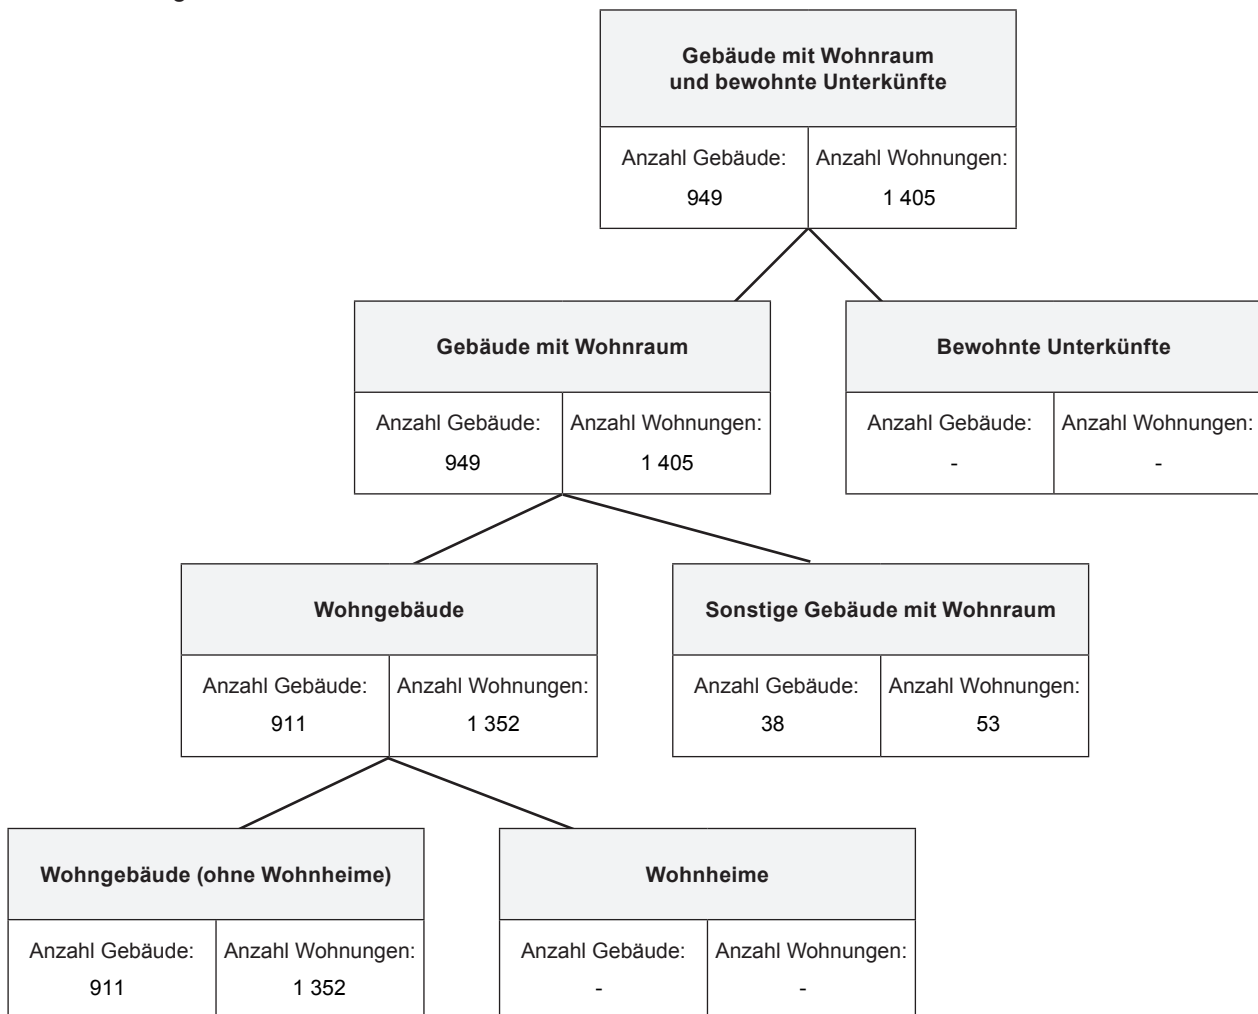 Gebäude mit Wohnraum
und bewohnte Unterkünfte
Anzahl Gebäude: Anzahl Wohnungen:
949 1 405
Gebäude mit Wohnraum
Anzahl Gebäude: Anzahl Wohnungen:
949 1 405
Bewohnte Unterkünfte
Anzahl Gebäude: Anzahl Wohnungen:
- -
Wohngebäude
Anzahl Gebäude: Anzahl Wohnungen:
911 1 352
Sonstige Gebäude mit Wohnraum
Anzahl Gebäude: Anzahl Wohnungen:
38 53
Wohngebäude (ohne Wohnheime)
Anzahl Gebäude: Anzahl Wohnungen:
911 1 352
Wohnheime
Anzahl Gebäude: Anzahl Wohnungen:
- -